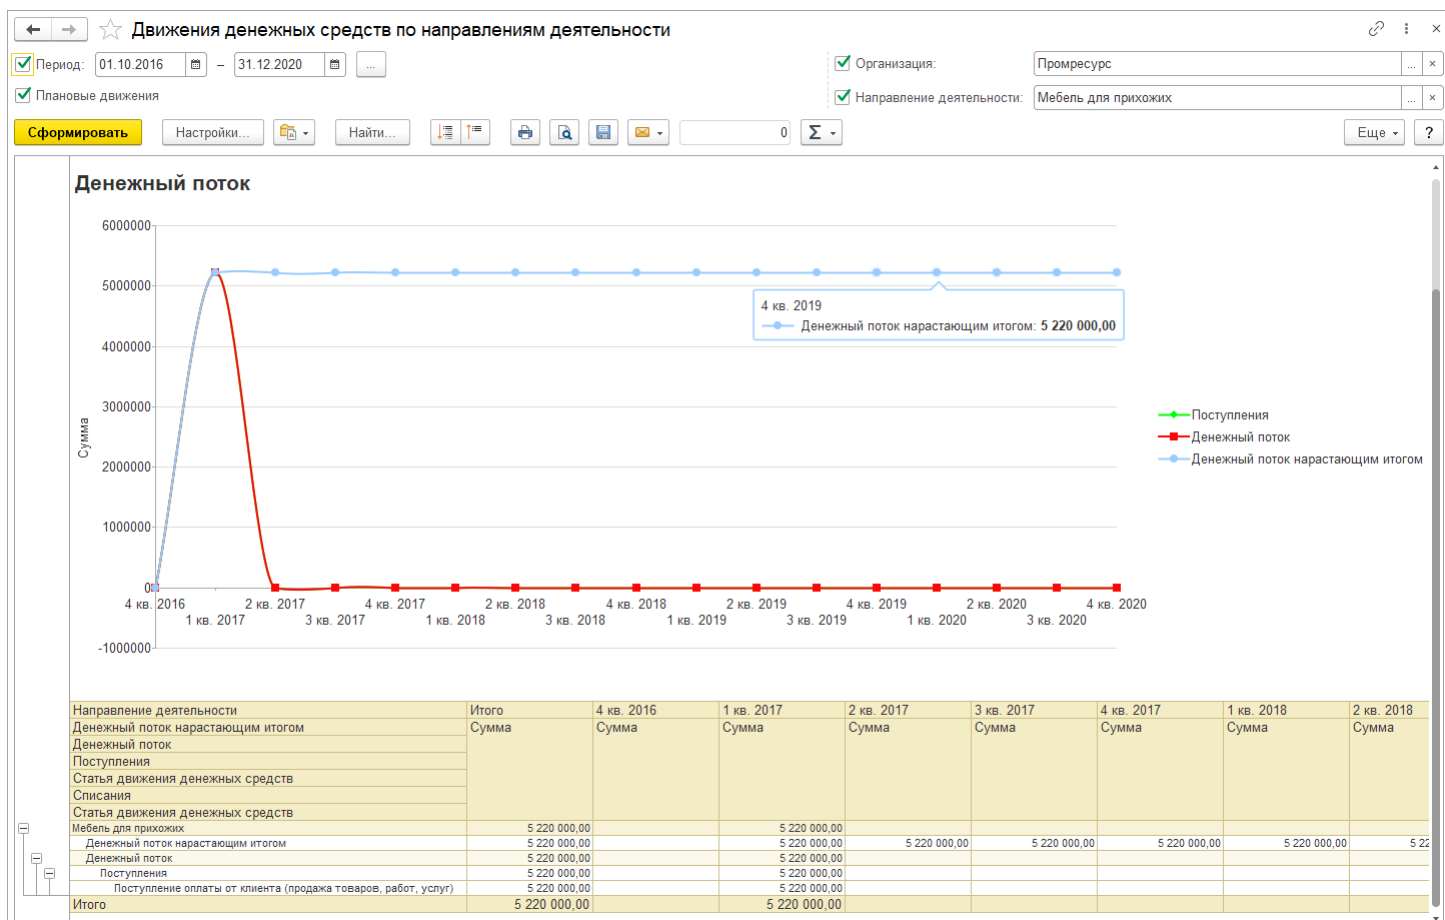 Движения денежных средств по направлениям деятельности
Период: 01.10.2016 – 31.12.2020 ...
Организация: Промресурс ... ×
Плановые движения
Направление деятельности: Мебель для прихожих ... ×
Сформировать Настройки... Найти... 0 Σ Еще ?
Денежный поток
6000000
5000000
4 кв. 2019
Денежный поток нарастающим итогом: 5 220 000,00
4000000
3000000
Сумма
Поступления
Денежный поток
Денежный поток нарастающим итогом
2000000
1000000
0
4 кв. 2016 2 кв. 2017 4 кв. 2017 2 кв. 2018 4 кв. 2018 2 кв. 2019 4 кв. 2019 2 кв. 2020 4 кв. 2020
1 кв. 2017 3 кв. 2017 1 кв. 2018 3 кв. 2018 1 кв. 2019 3 кв. 2019 1 кв. 2020 3 кв. 2020
-1000000
Направление деятельности Итого 4 кв. 2016 1 кв. 2017 2 кв. 2017 3 кв. 2017 4 кв. 2017 1 кв. 2018 2 кв. 2018
Денежный поток нарастающим итогом Сумма Сумма Сумма Сумма Сумма Сумма Сумма Сумма
Денежный поток
Поступления
Статья движения денежных средств
Списания
Статья движения денежных средств
Мебель для прихожих 5 220 000,00 5 220 000,00
Денежный поток нарастающим итогом 5 220 000,00 5 220 000,00 5 220 000,00 5 220 000,00 5 220 000,00 5 220 000,00 5 22
Денежный поток 5 220 000,00 5 220 000,00
Поступления 5 220 000,00 5 220 000,00
Поступление оплаты от клиента (продажа товаров, работ, услуг) 5 220 000,00 5 220 000,00
Итого 5 220 000,00 5 220 000,00